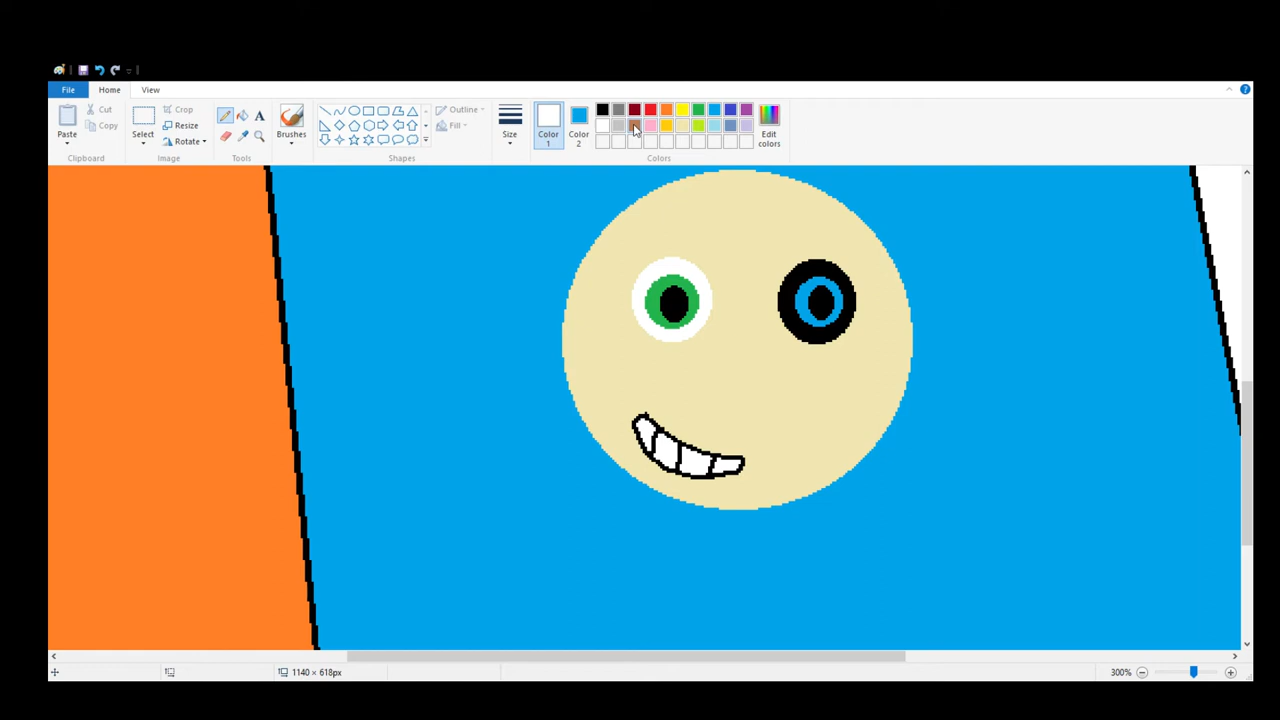 File Home View
Paste Cut Copy Clipboard
Select Crop Resize Rotate Image
Tools
Brushes
Outline Fill Shapes
Size
Color 1 Color 2 Edit colors Colors
1140 × 618px 300%